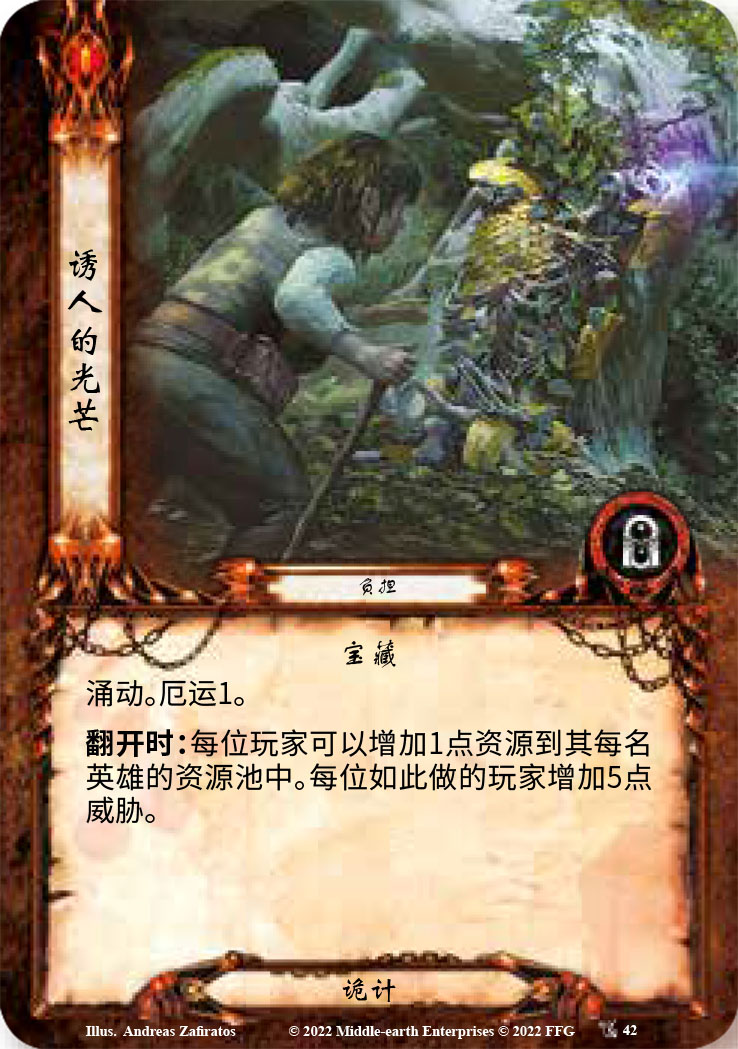 诱人的光芒
负担
宝藏
涌动。厄运1。
翻开时：每位玩家可以增加1点资源到其每名
英雄的资源池中。每位如此做的玩家增加5点
威胁。
诡计
Illus. Andreas Zafiratos © 2022 Middle-earth Enterprises © 2022 FFG 42